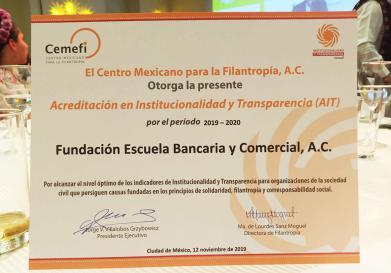 Cemefi
CENTRO MEXICANO
PARA LA FILANTROPÍA
El Centro Mexicano para la Filantropía, A.C.
Otorga la presente
Acreditación en Institucionalidad y Transparencia (AIT)
por el periodo 2019 – 2020
Fundación Escuela Bancaria y Comercial, A.C.
Por alcanzar el nivel óptimo de los indicadores de Institucionalidad y Transparencia para organizaciones de la sociedad
civil que persiguen causas fundadas en los principios de solidaridad, filantropía y corresponsabilidad social.
Jorge V. Villalobos Grzybowicz
Presidente Ejecutivo
Ma. de Lourdes Sanz Moguel
Directora de Filantropía
Ciudad de México, 12 noviembre de 2019